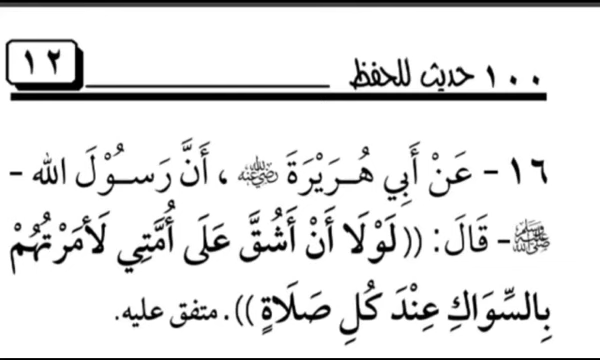 ١٠٠ حديث للحفظ
١٢
١٦ - عَنْ أَبِي هُـرَيْرَةَ رضي الله عنه ، أَنَّ رَسـُوْلَ الله -
ﷺ - قَالَ: ((لَوْلَا أَنْ أَشُقَّ عَلَى أُمَّتِي لَأَمَرْتُهُمْ
بِالسِّوَاكِ عِنْدَ كُلِ صَلَاةٍ)). متفق عليه.